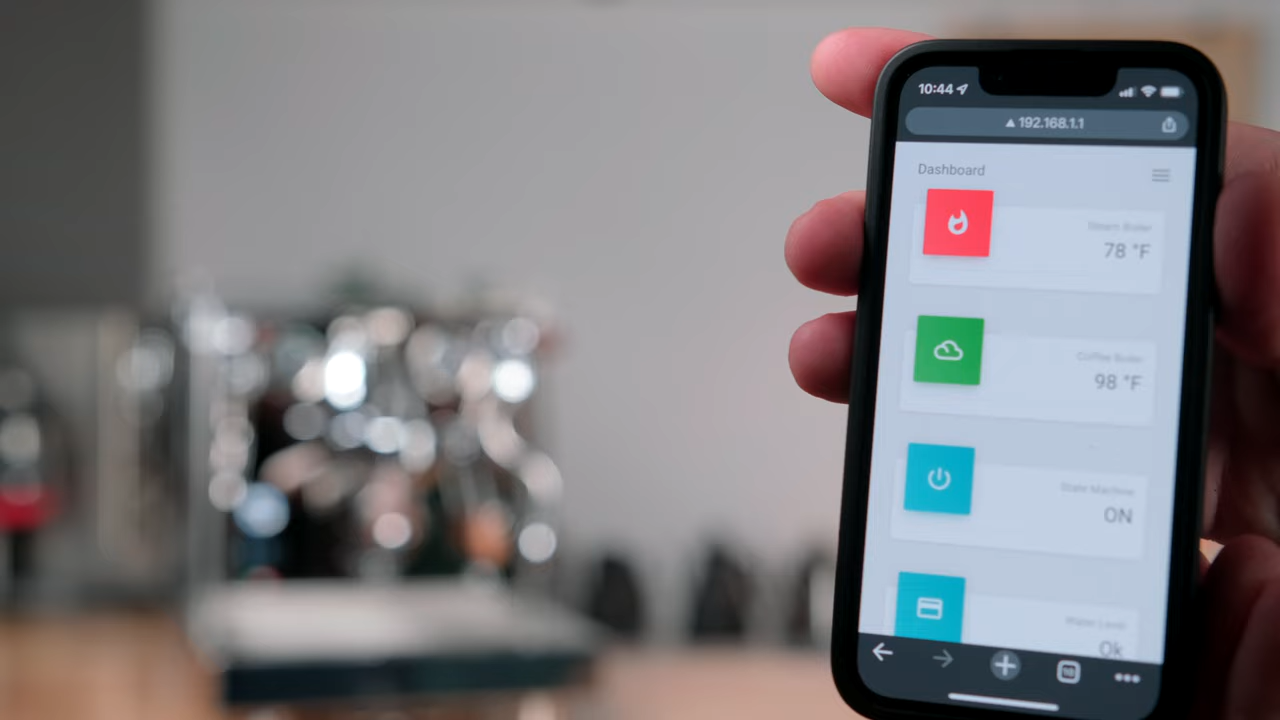 10:44
192.168.1.1
Dashboard
Steam Boiler
78 °F
Coffee Boiler
98 °F
State Machine
ON
Water Level
Ok